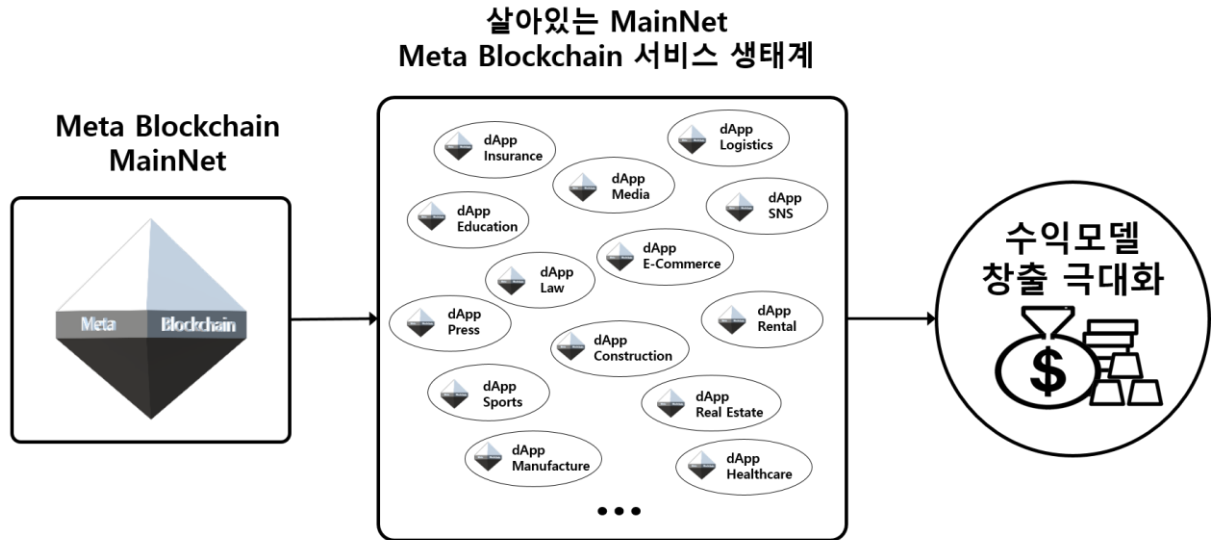 살아있는 MainNet
Meta Blockchain 서비스 생태계
Meta Blockchain
MainNet
Meta Blockchain
dApp
Insurance
dApp
Logistics
dApp
Media
dApp
Education
dApp
SNS
dApp
E-Commerce
dApp
Law
dApp
Press
dApp
Rental
dApp
Construction
dApp
Sports
dApp
Real Estate
dApp
Manufacture
dApp
Healthcare
•••
수익모델
창출 극대화
$